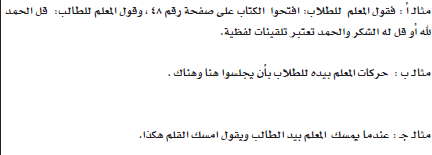 مثال أ : فقول المعلم للطلاب: افتحوا الكتاب على صفحة رقم ٤٨ ، وقول المعلم للطالب: قل الحمد
لله أو قل له الشكر والحمد تعتبر تلقينات لفظية.
مثال ب : حركات المعلم بيده للطلاب بأن يجلسوا هنا وهناك .
مثال جـ : عندما يمسك المعلم بيد الطالب ويقول امسك القلم هكذا.